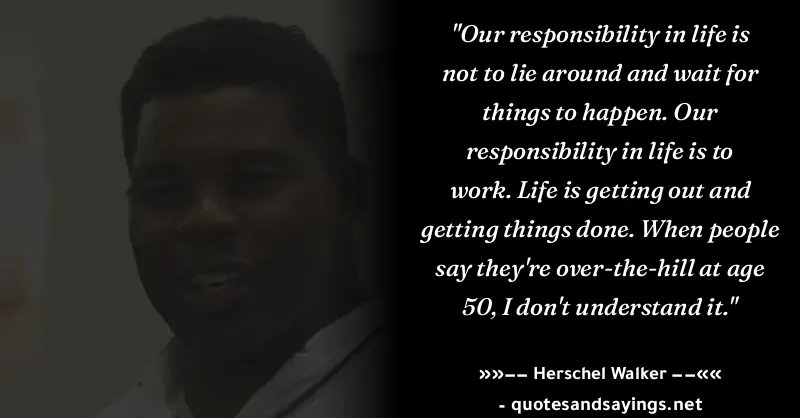 "Our responsibility in life is
not to lie around and wait for
things to happen. Our
responsibility in life is to
work. Life is getting out and
getting things done. When people
say they're over-the-hill at age
50, I don't understand it."
»»–– Herschel Walker ––««
- quotesandsayings.net